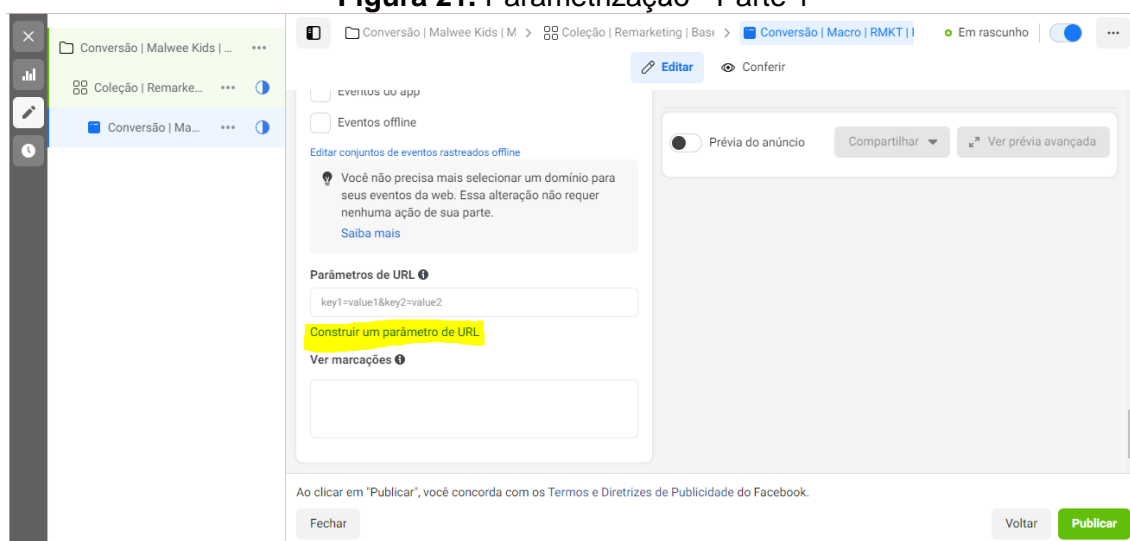 Figura 21. Parametrização - Parte 1
Conversão | Malwee Kids | ...
Coleção | Remarke...
Conversão | Ma...
Conversão | Malwee Kids | M > Coleção | Remarketing | Base > Conversão | Macro | RMKT |
Em rascunho
Editar
Conferir
Eventos do app
Eventos offline
Editar conjuntos de eventos rastreados offline
Você não precisa mais selecionar um domínio para
seus eventos da web. Essa alteração não requer
nenhuma ação de sua parte.
Saiba mais
Parâmetros de URL
key1=value1&key2=value2
Construir um parâmetro de URL
Ver marcações
Prévia do anúncio
Compartilhar
Ver prévia avançada
Ao clicar em "Publicar", você concorda com os Termos e Diretrizes de Publicidade do Facebook.
Fechar
Voltar
Publicar